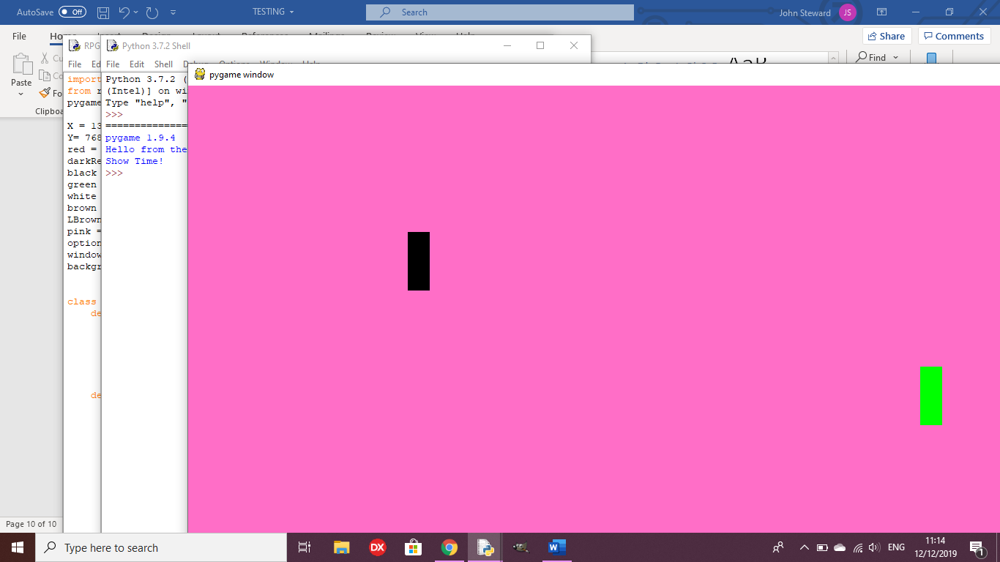 AutoSave Off TESTING Search John Steward JS
File Home Share Comments
Paste Find
Clipboa
RPG
File Ed
Python 3.7.2 Shell
File Edit Shell
pygame window
import
from r
pygame
X = 13
Y= 768
red =
darkRe
black
green
white
brown
LBrown
pink =
option
window
backgr
class
de
de
Python 3.7.2 (
(Intel)] on wi
Type "help", "
>>>
===============
pygame 1.9.4
Hello from the
Show Time!
>>>
Page 10 of 10
Type here to search
DX
ENG
11:14
12/12/2019
1